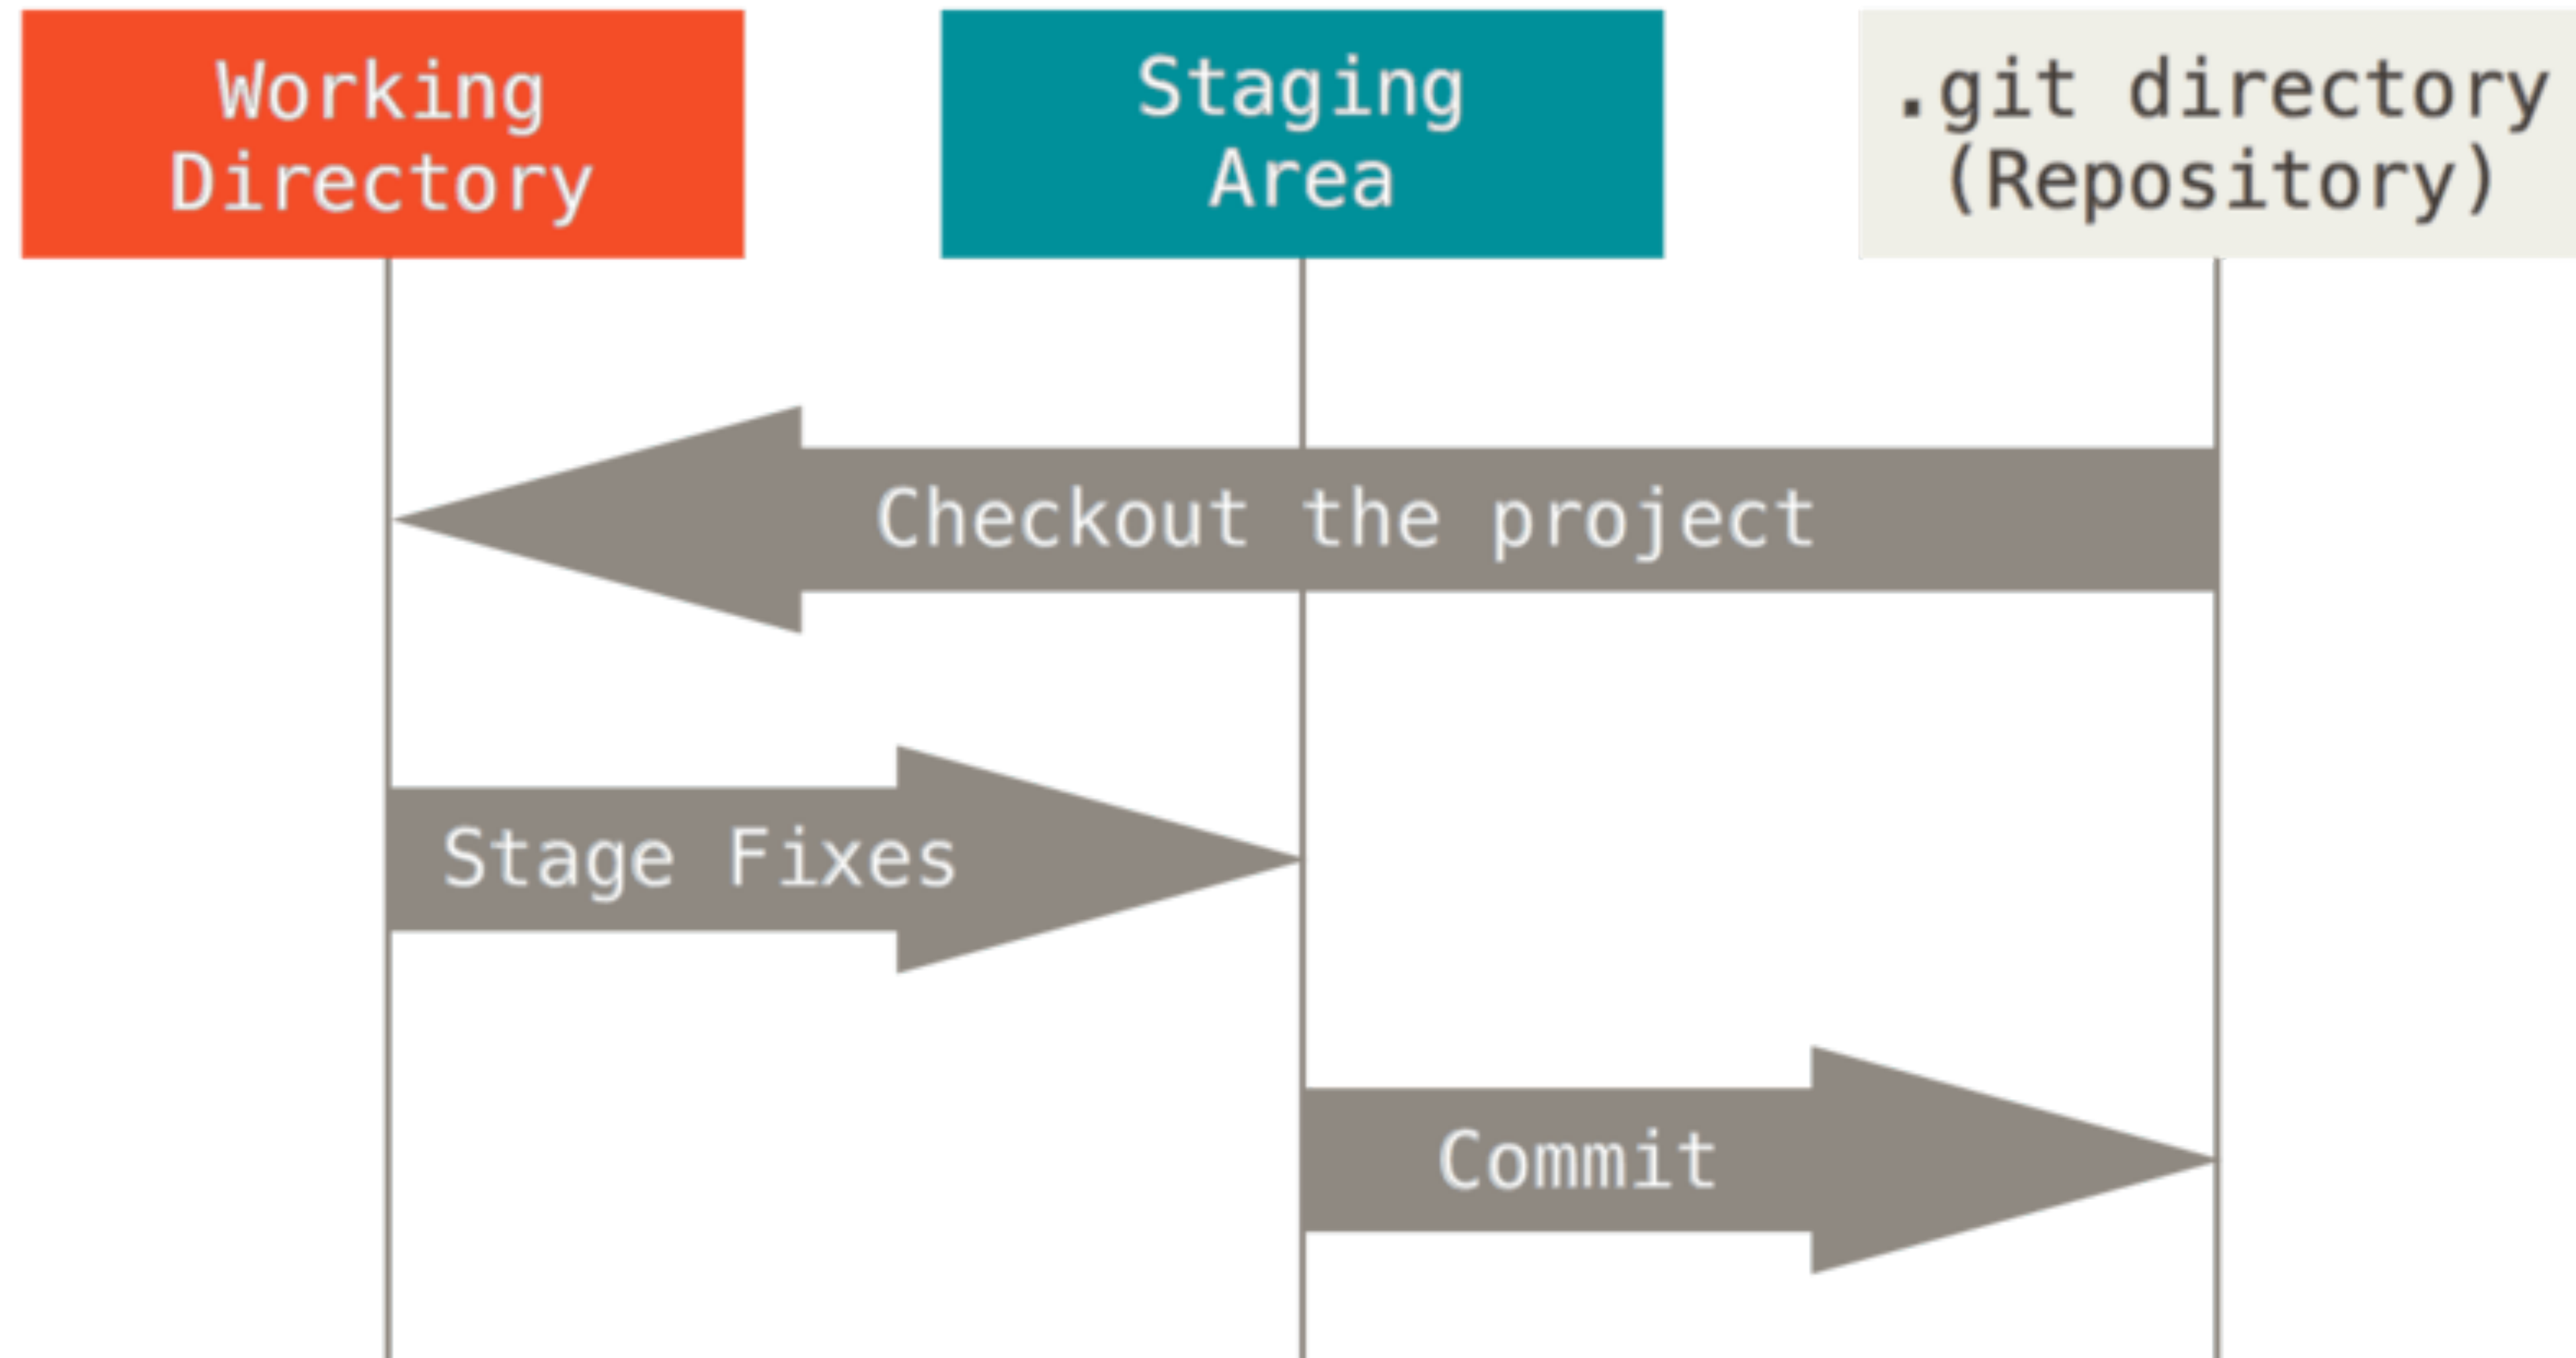 Working
Directory
Staging
Area
.git directory
(Repository)
Checkout the project
Stage Fixes
Commit